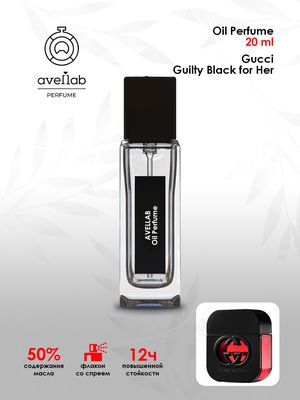 avellab
PERFUME
Oil Perfume
20 ml
Gucci
Guilty Black for Her
AVELLAB
Oil Perfume
50%
содержания
масла
флакон
со спреем
12ч
повышенной
стойкости